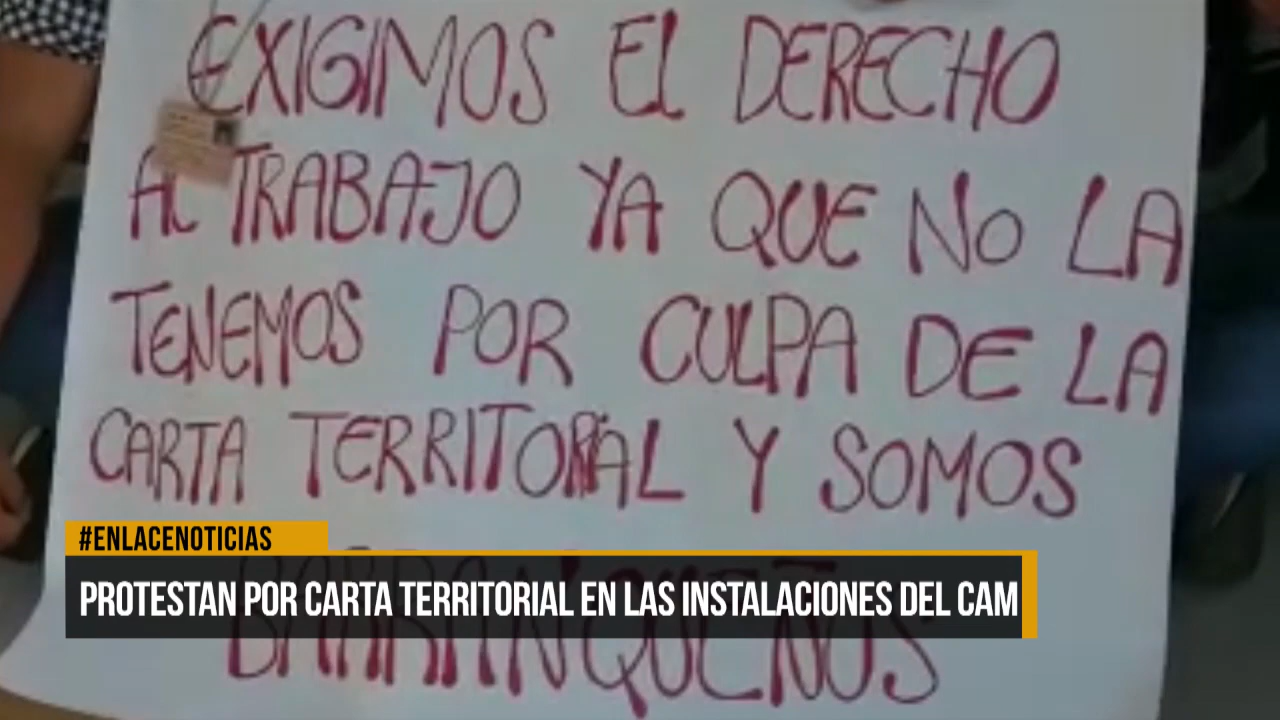 EXIGIMOS EL DERECHO
AL TRABAJO YA QUE NO LA
TENEMOS POR CULPA DE LA
CARTA TERRITORIAL Y SOMOS
BARRANQUEÑOS
#ENLACENOTICIAS
PROTESTAN POR CARTA TERRITORIAL EN LAS INSTALACIONES DEL CAM